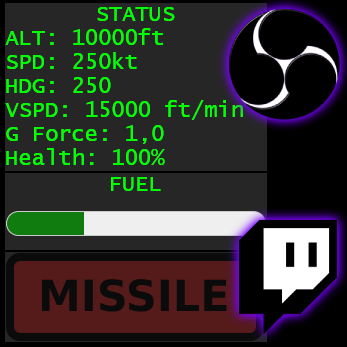 STATUS
ALT: 10000ft
SPD: 250kt
HDG: 250
VSPD: 15000 ft/min
G Force: 1,0
Health: 100%
FUEL
MISSILE